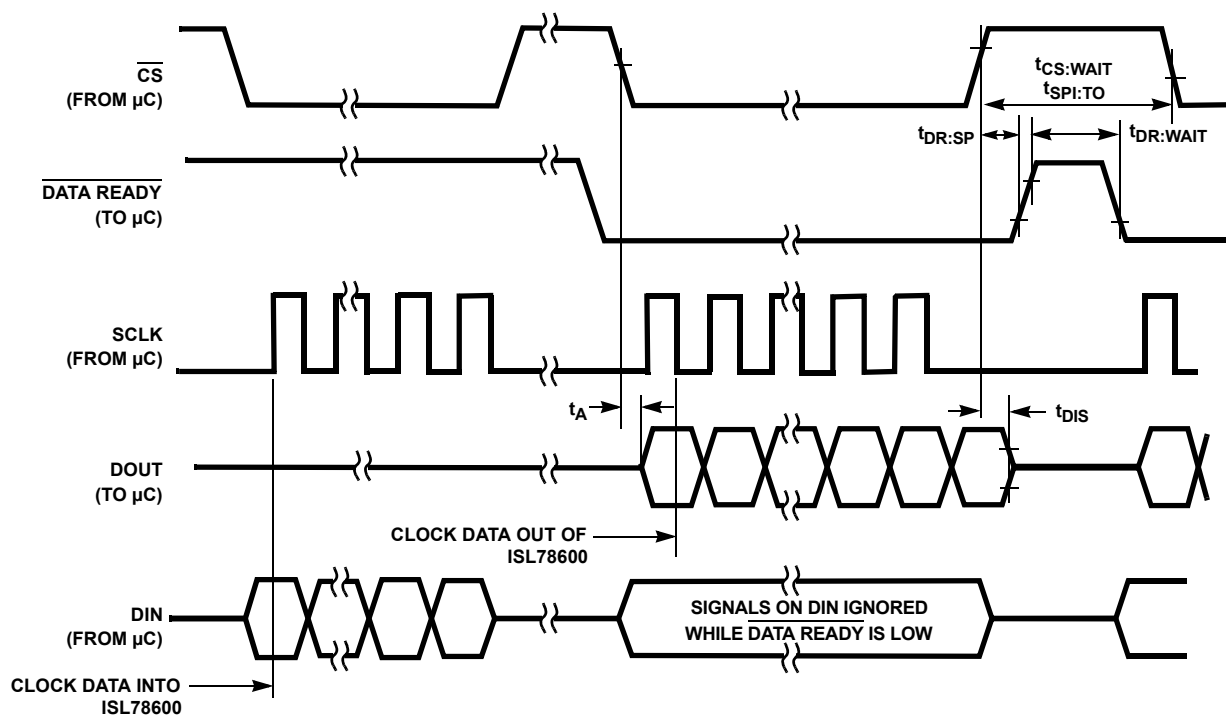 CS
(FROM µC)
tCS:WAIT
tSPI:TO
tDR:SP
tDR:WAIT
DATA READY
(TO µC)
SCLK
(FROM µC)
tA
tDIS
DOUT
(TO µC)
CLOCK DATA OUT OF
ISL78600
DIN
(FROM µC)
SIGNALS ON DIN IGNORED
WHILE DATA READY IS LOW
CLOCK DATA INTO
ISL78600